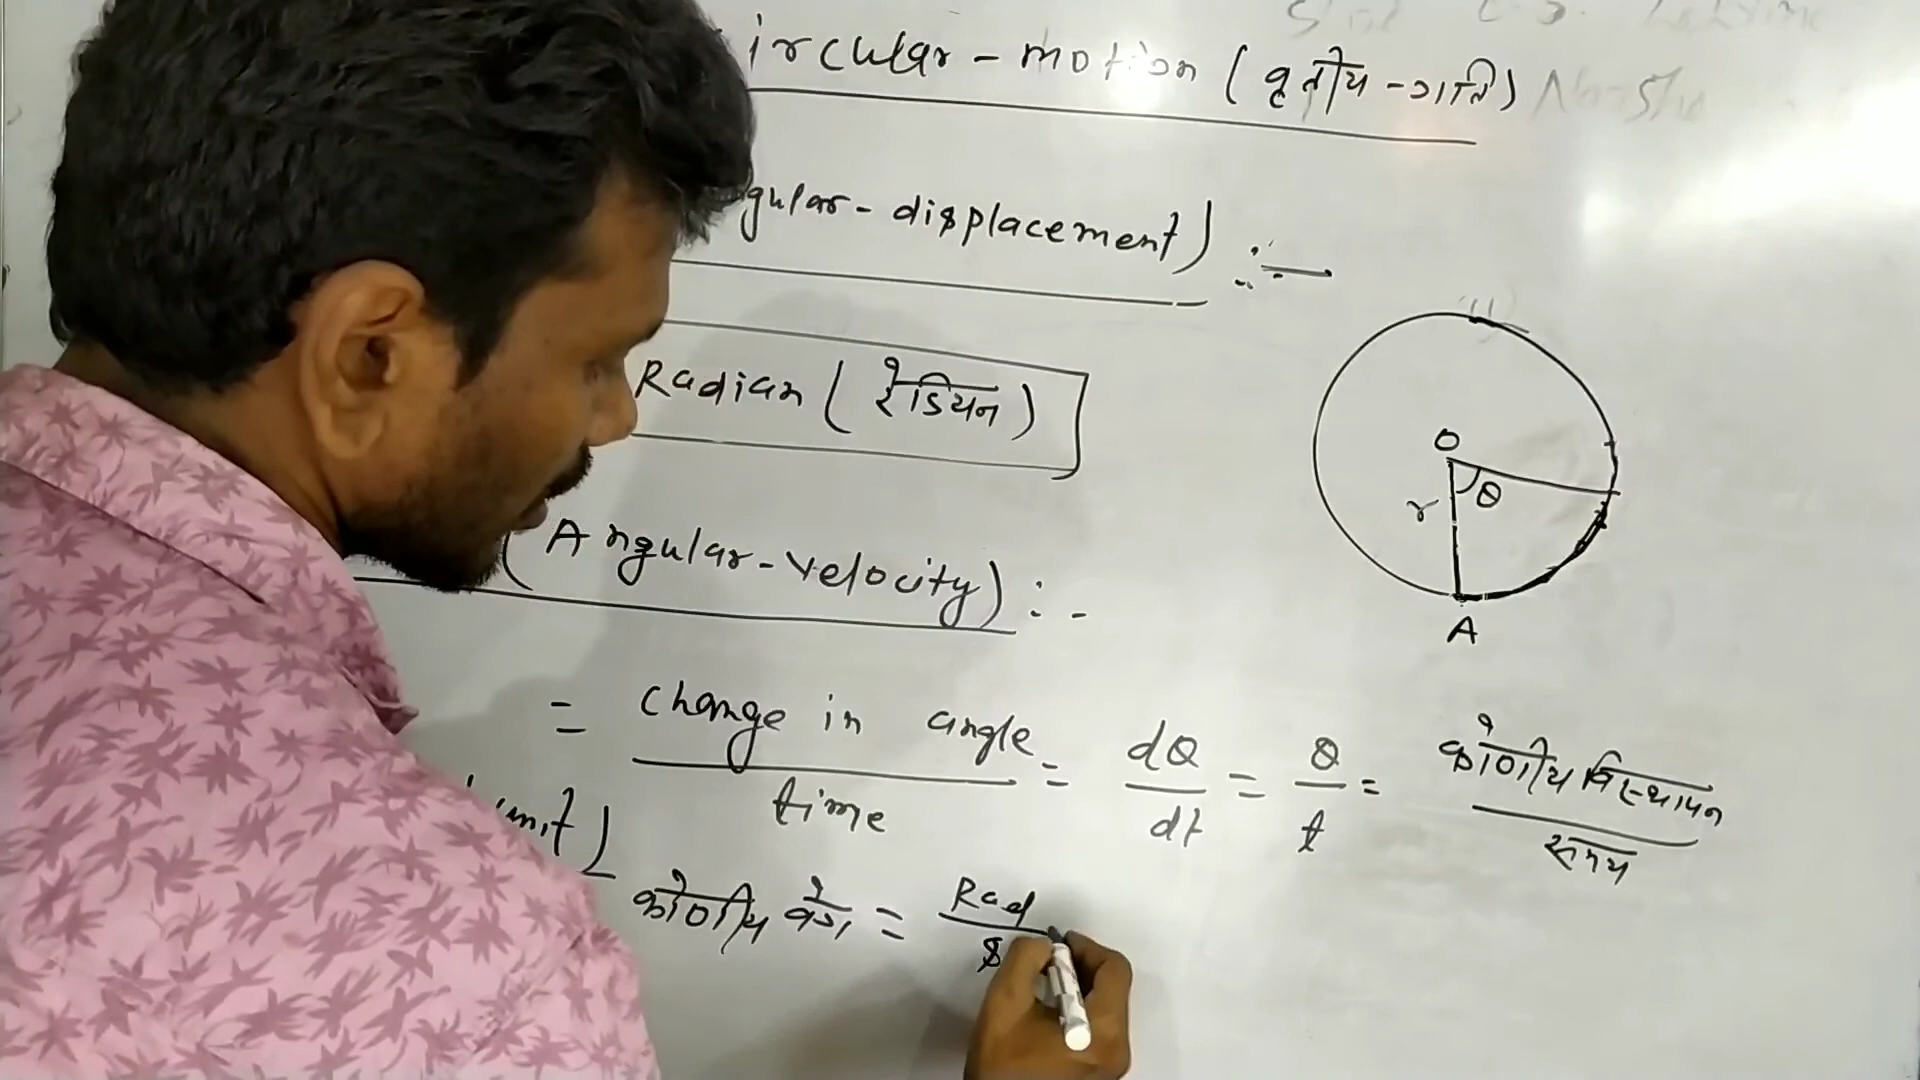 ircular-motion (वृतीय-गति)
gular-displacement) :-
Radian (रेडियन)
(Angular-velocity) :-
O
θ
r
A
= change in angle / time = dθ / dt = θ / t = कोणीय विस्थापन / समय
unit)
कोणीय वेग = Rad / s